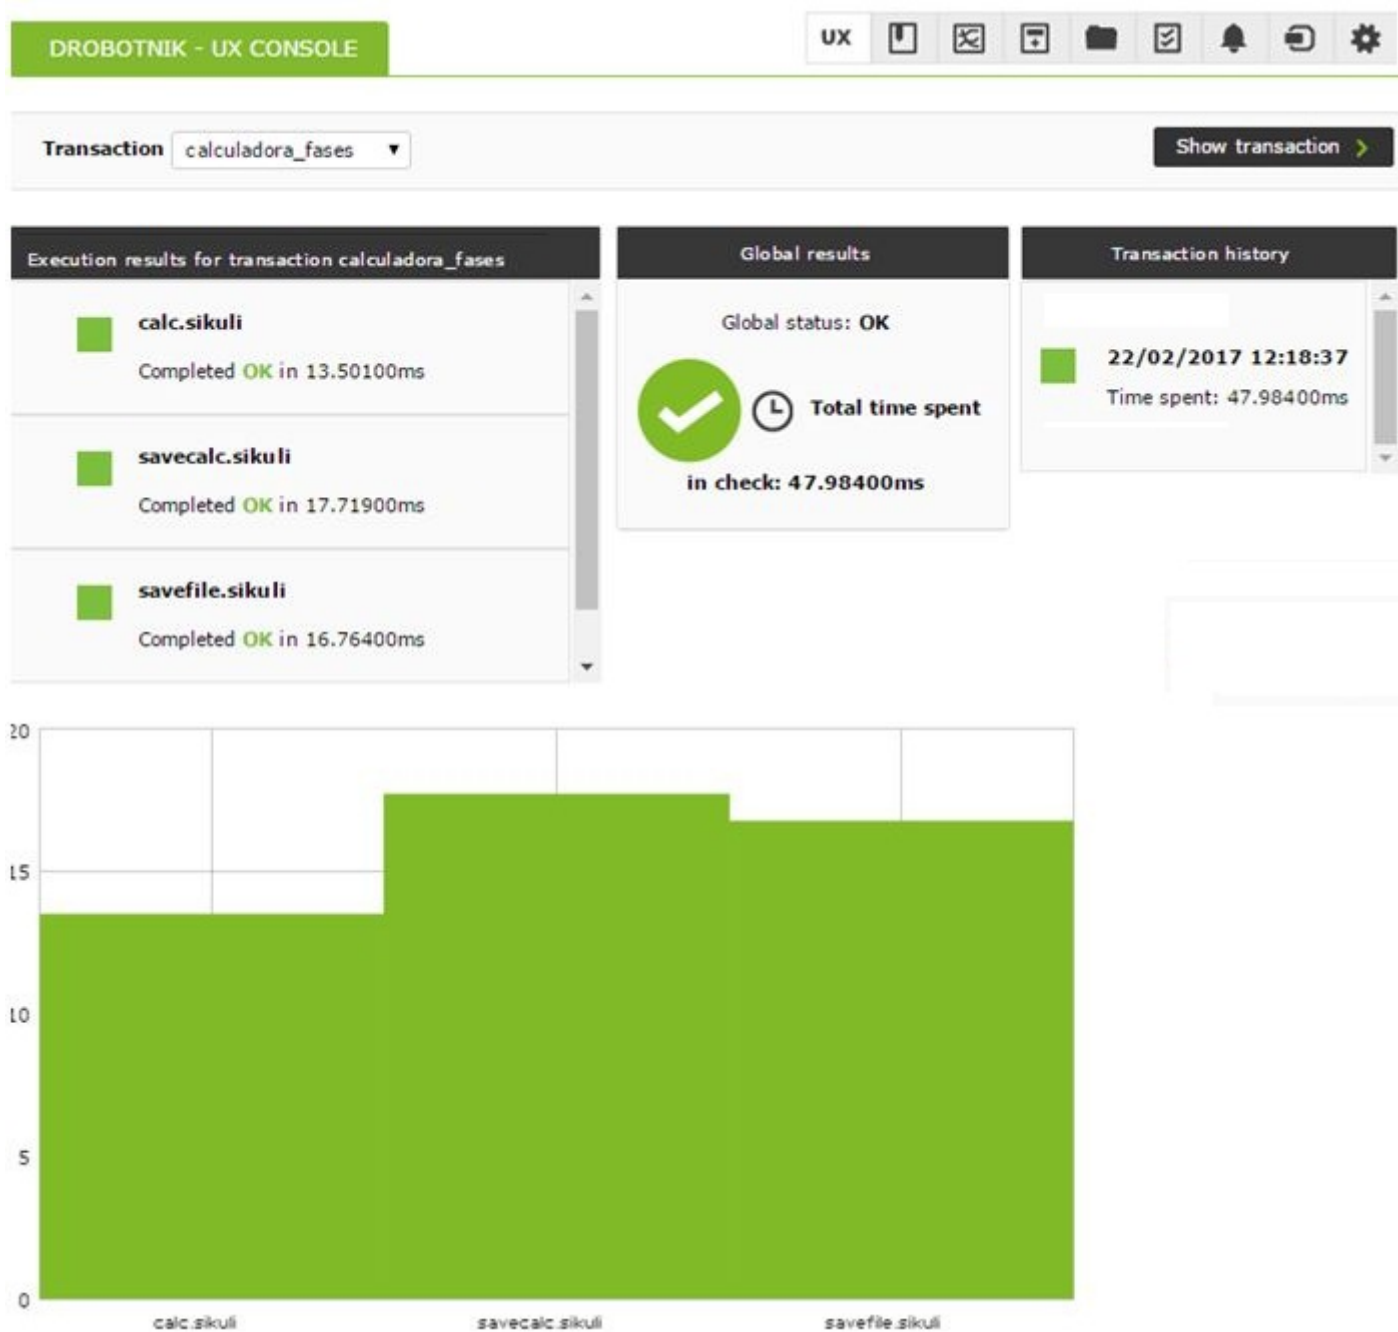 DROBOTNIK - UX CONSOLE
UX
Transaction calculadora_fases
Show transaction
Execution results for transaction calculadora_fases
calc.sikuli
Completed OK in 13.50100ms
savecalc.sikuli
Completed OK in 17.71900ms
savefile.sikuli
Completed OK in 16.76400ms
Global results
Global status: OK
Total time spent
in check: 47.98400ms
Transaction history
22/02/2017 12:18:37
Time spent: 47.98400ms
20
15
10
5
0
calc.sikuli savecalc.sikuli savefile.sikuli